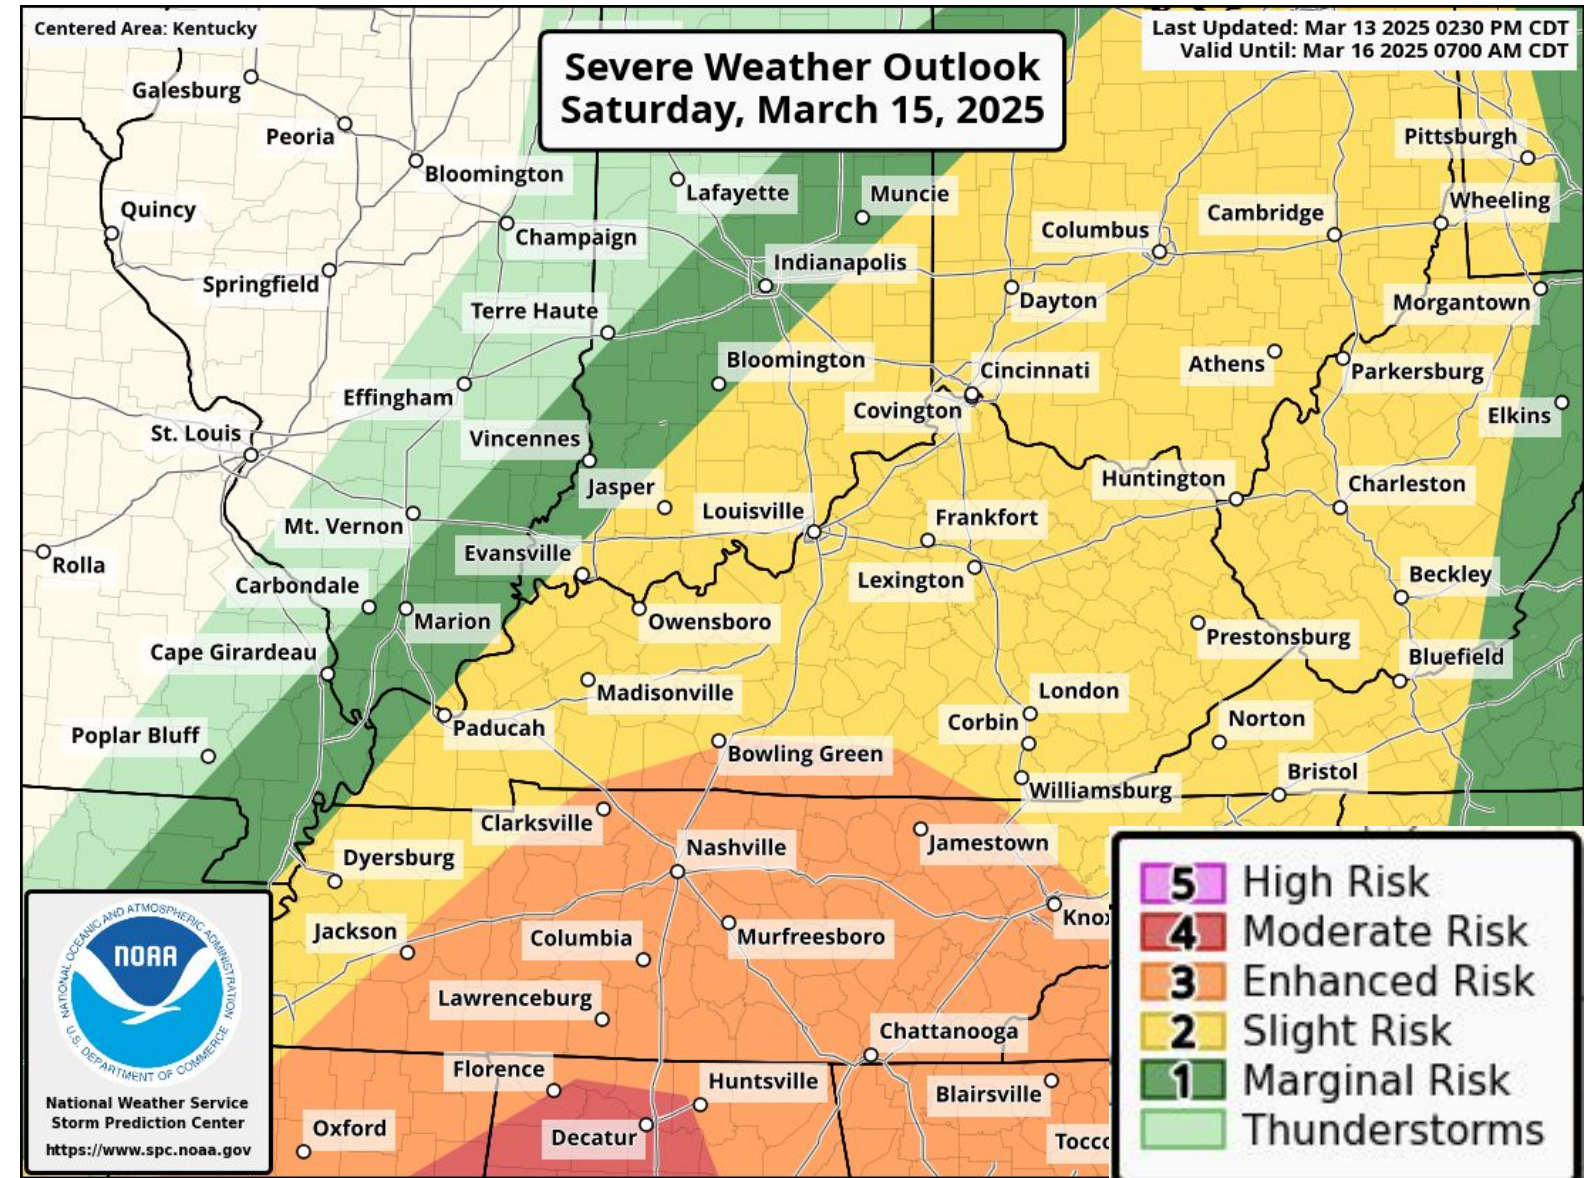 Centered Area: Kentucky
Last Updated: Mar 13 2025 0230 PM CDT
Valid Until: Mar 16 2025 0700 AM CDT
Severe Weather Outlook
Saturday, March 15, 2025
Galesburg
Peoria
Pittsburgh
Bloomington
Lafayette
Muncie
Wheeling
Quincy
Cambridge
Champaign
Columbus
Indianapolis
Springfield
Dayton
Morgantown
Terre Haute
Bloomington
Athens
Cincinnati
Parkersburg
Effingham
Covington
Elkins
St. Louis
Vincennes
Jasper
Huntington
Charleston
Louisville
Frankfort
Mt. Vernon
Evansville
Rolla
Lexington
Beckley
Carbondale
Marion
Owensboro
Prestonsburg
Cape Girardeau
Bluefield
Madisonville
London
Corbin
Norton
Poplar Bluff
Paducah
Bowling Green
Bristol
Williamsburg
Clarksville
Nashville
Jamestown
Dyersburg
Knox
Jackson
Columbia
Murfreesboro
Lawrenceburg
Chattanooga
Florence
Huntsville
Blairsville
Oxford
Decatur
Tocco
NATIONAL OCEANIC AND ATMOSPHERIC ADMINISTRATION
NOAA
U.S. DEPARTMENT OF COMMERCE
National Weather Service
Storm Prediction Center
https://www.spc.noaa.gov
5 High Risk
4 Moderate Risk
3 Enhanced Risk
2 Slight Risk
1 Marginal Risk
Thunderstorms